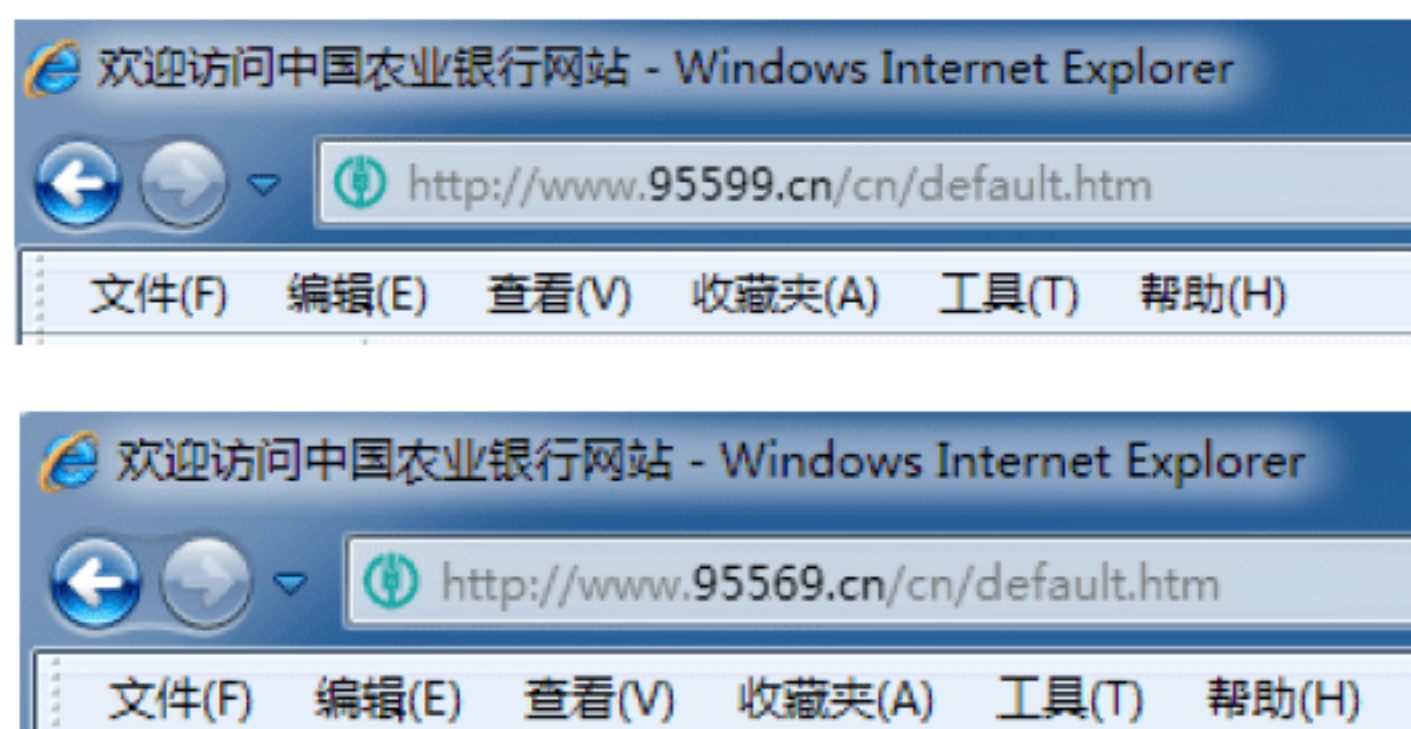 欢迎访问中国农业银行网站 - Windows Internet Explorer
http://www.95599.cn/cn/default.htm
文件(F) 编辑(E) 查看(V) 收藏夹(A) 工具(T) 帮助(H)
欢迎访问中国农业银行网站 - Windows Internet Explorer
http://www.95569.cn/cn/default.htm
文件(F) 编辑(E) 查看(V) 收藏夹(A) 工具(T) 帮助(H)